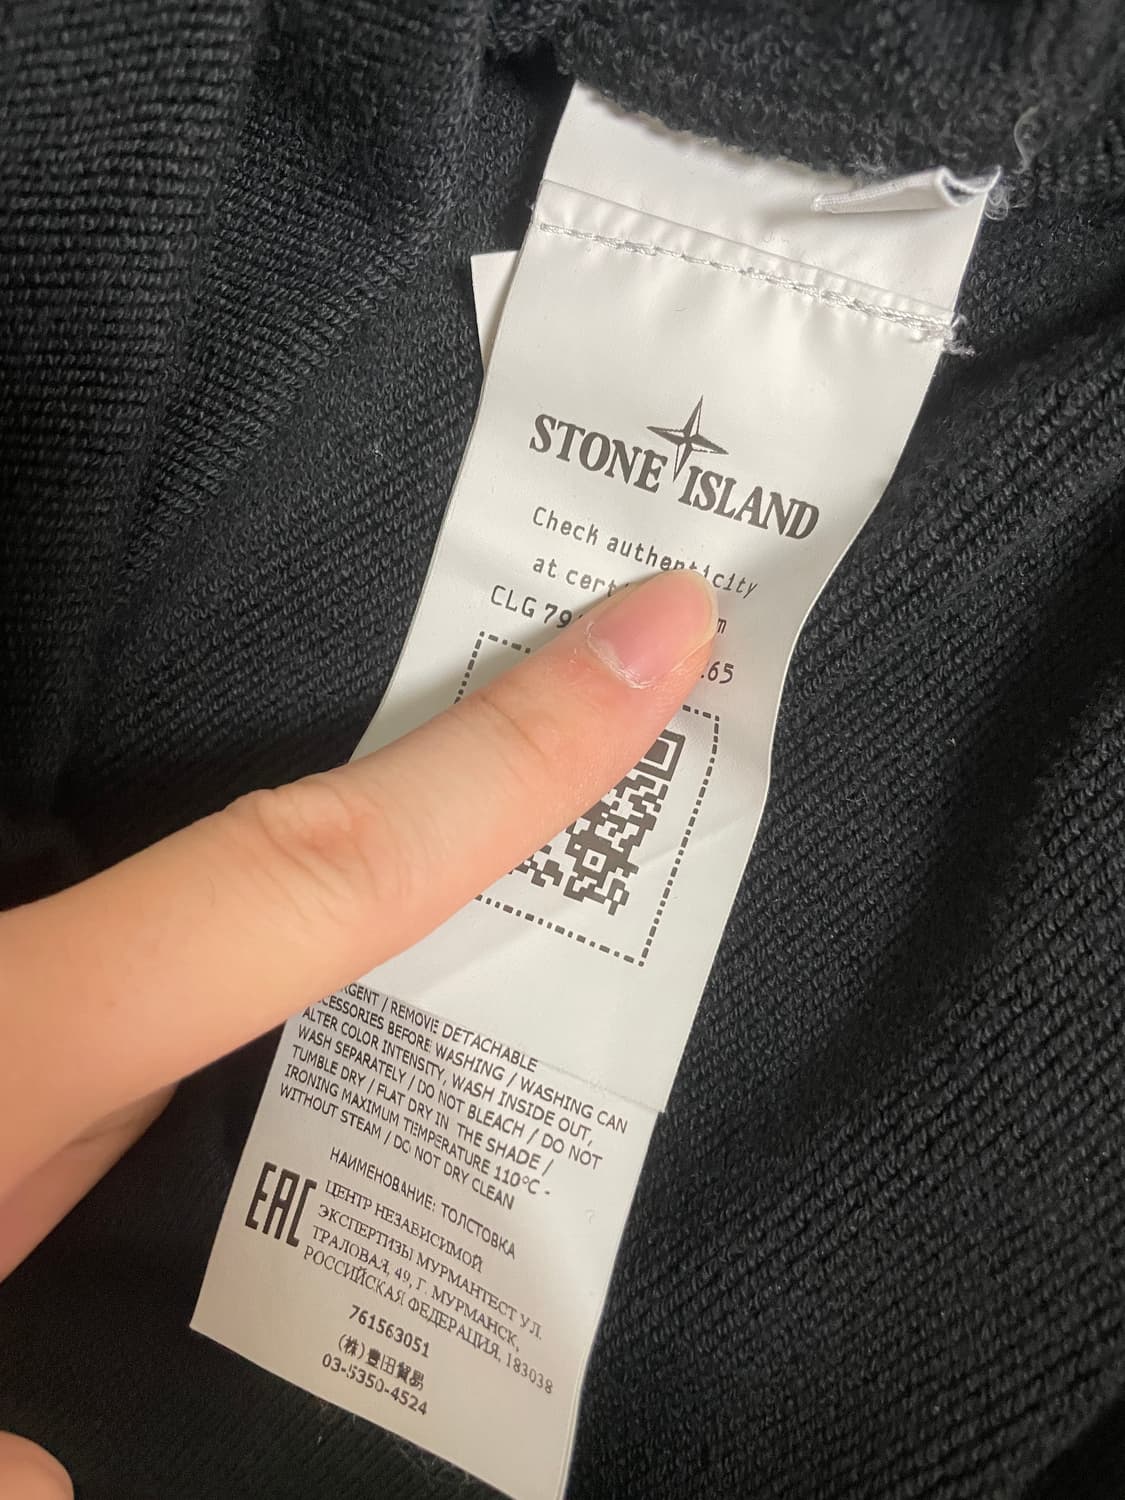 STONE ISLAND
Check authenticity
at
CLG
65
DETERGENT / REMOVE DETACHABLE
ACCESSORIES BEFORE WASHING / WASHING CAN
ALTER COLOR INTENSITY, WASH INSIDE OUT,
WASH SEPARATELY / DO NOT BLEACH / DO NOT
TUMBLE DRY / FLAT DRY IN THE SHADE /
IRONING MAXIMUM TEMPERATURE 110°C -
WITHOUT STEAM / DO NOT DRY CLEAN
EAC
НАИМЕНОВАНИЕ: ТОЛСТОВКА
ЦЕНТР НЕЗАВИСИМОЙ
ЭКСПЕРТИЗЫ МУРМАНТЕСТ УЛ.
ТРАЛОВАЯ, 49, Г. МУРМАНСК,
РОССИЙСКАЯ ФЕДЕРАЦИЯ, 183038
761563051
(株)豊田貿易
03-5350-4524